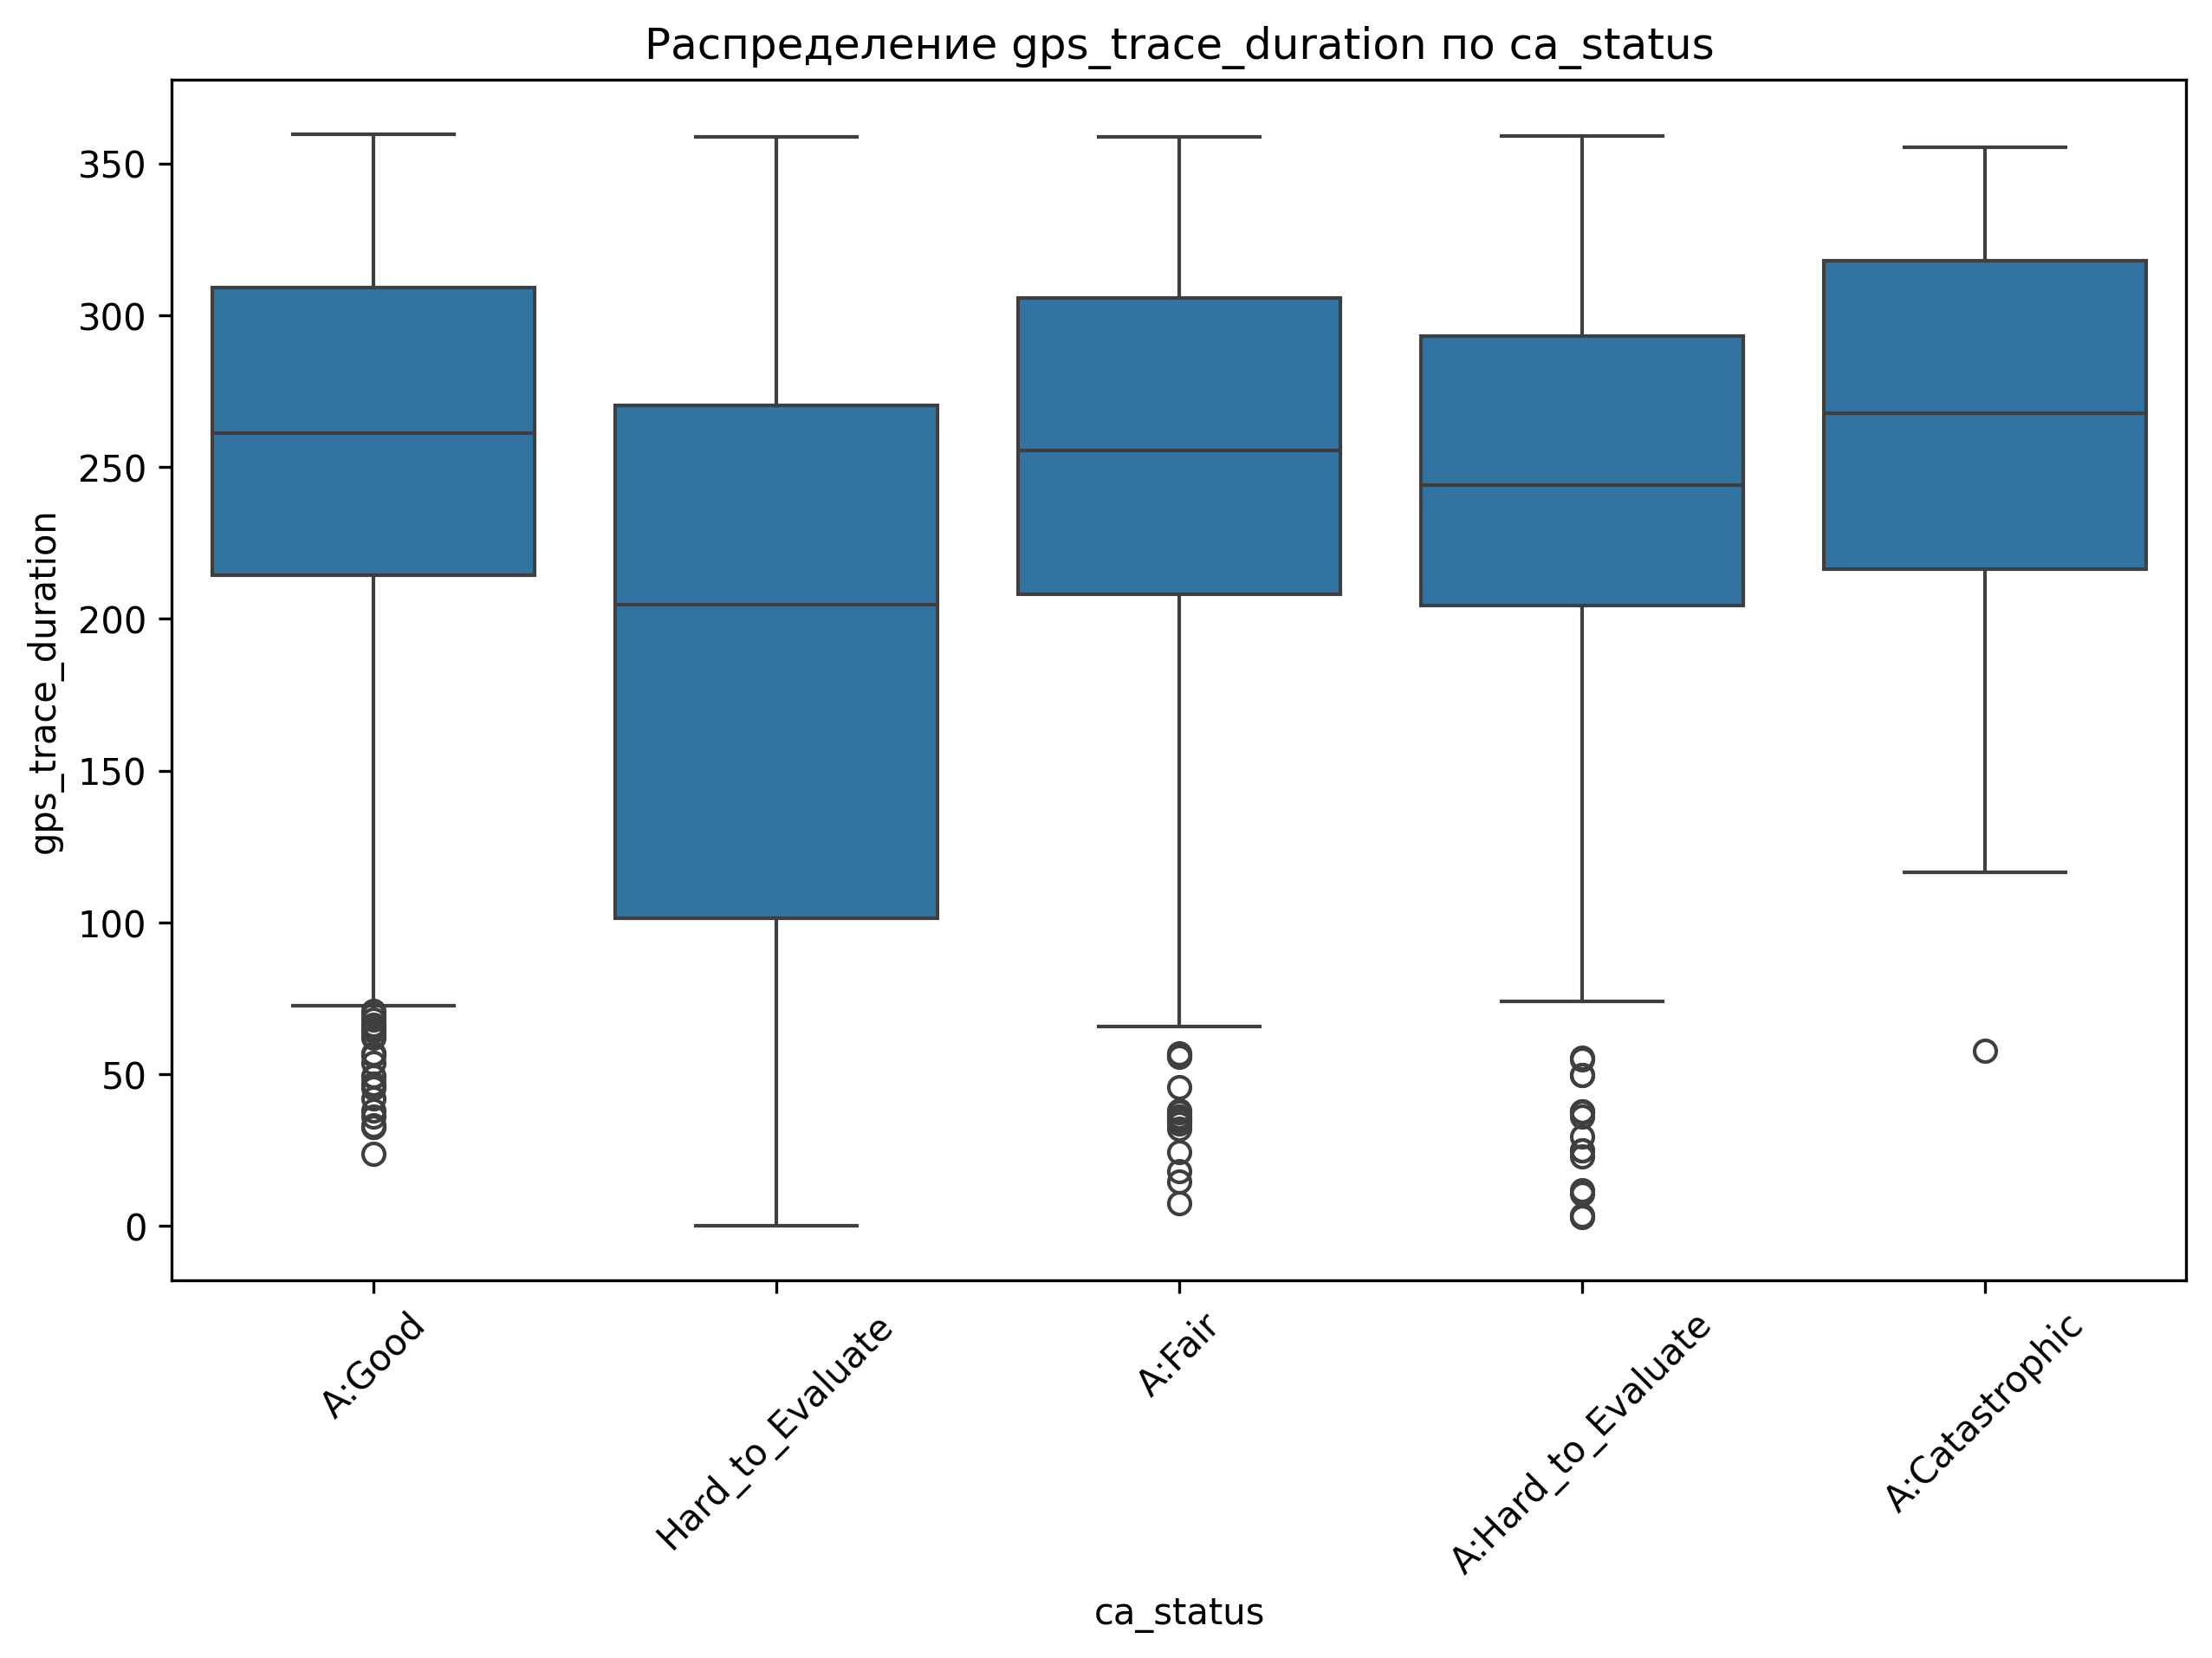 Распределение gps_trace_duration по ca_status
gps_trace_duration
350
300
250
200
150
100
50
0
A:Good
Hard_to_Evaluate
A:Fair
A:Hard_to_Evaluate
A:Catastrophic
ca_status